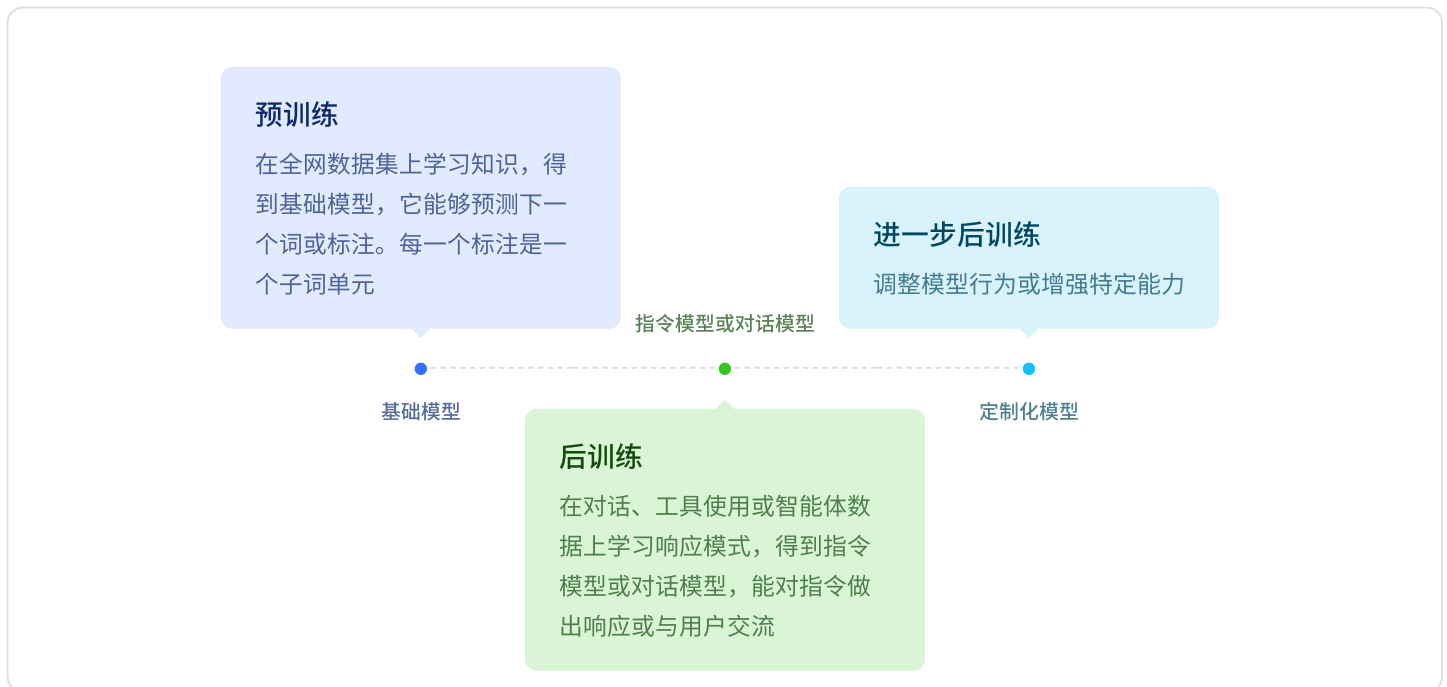 预训练
在全网数据集上学习知识，得
到基础模型，它能够预测下一
个词或标注。每一个标注是一
个子词单元
进一步后训练
调整模型行为或增强特定能力
指令模型或对话模型
基础模型
定制化模型
后训练
在对话、工具使用或智能体数
据上学习响应模式，得到指令
模型或对话模型，能对指令做
出响应或与用户交流